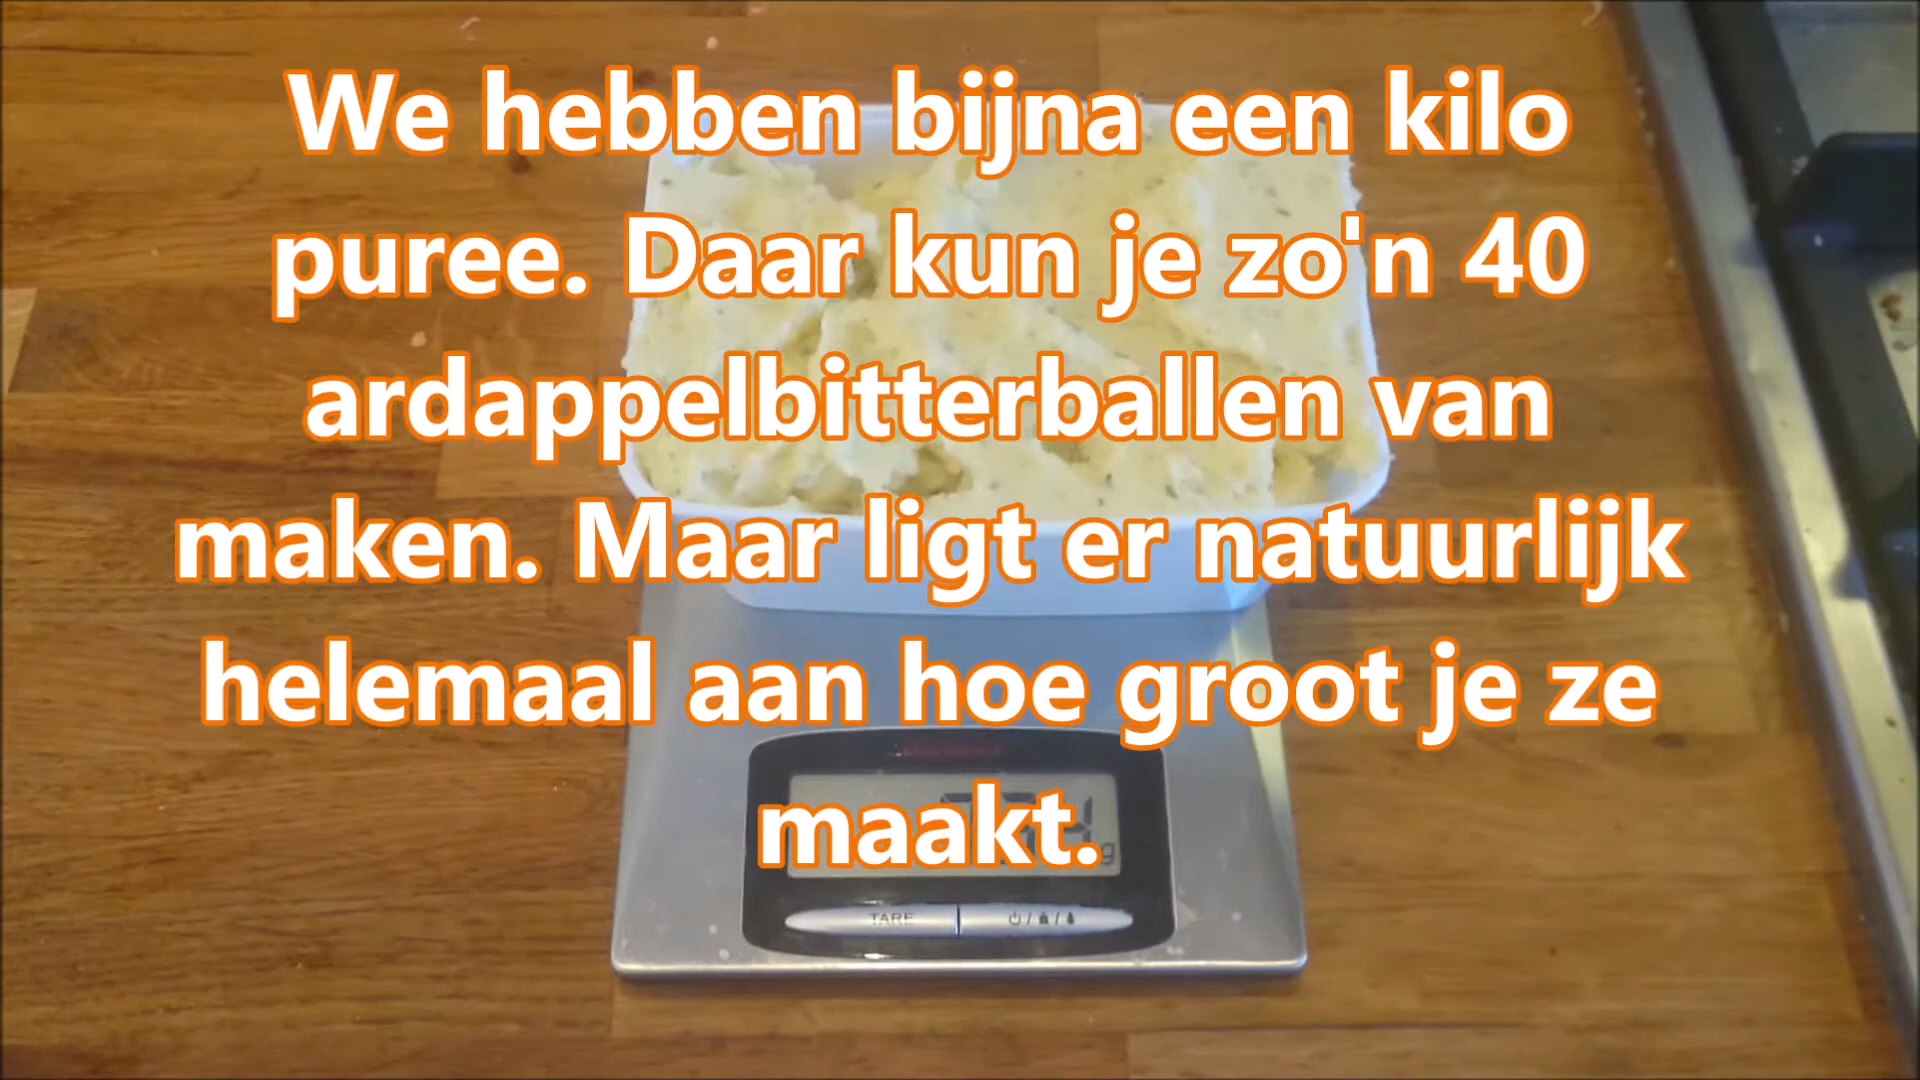 We hebben bijna een kilo
puree. Daar kun je zo'n 40
ardappelbitterballen van
maken. Maar ligt er natuurlijk
helemaal aan hoe groot je ze
maakt.
TARE